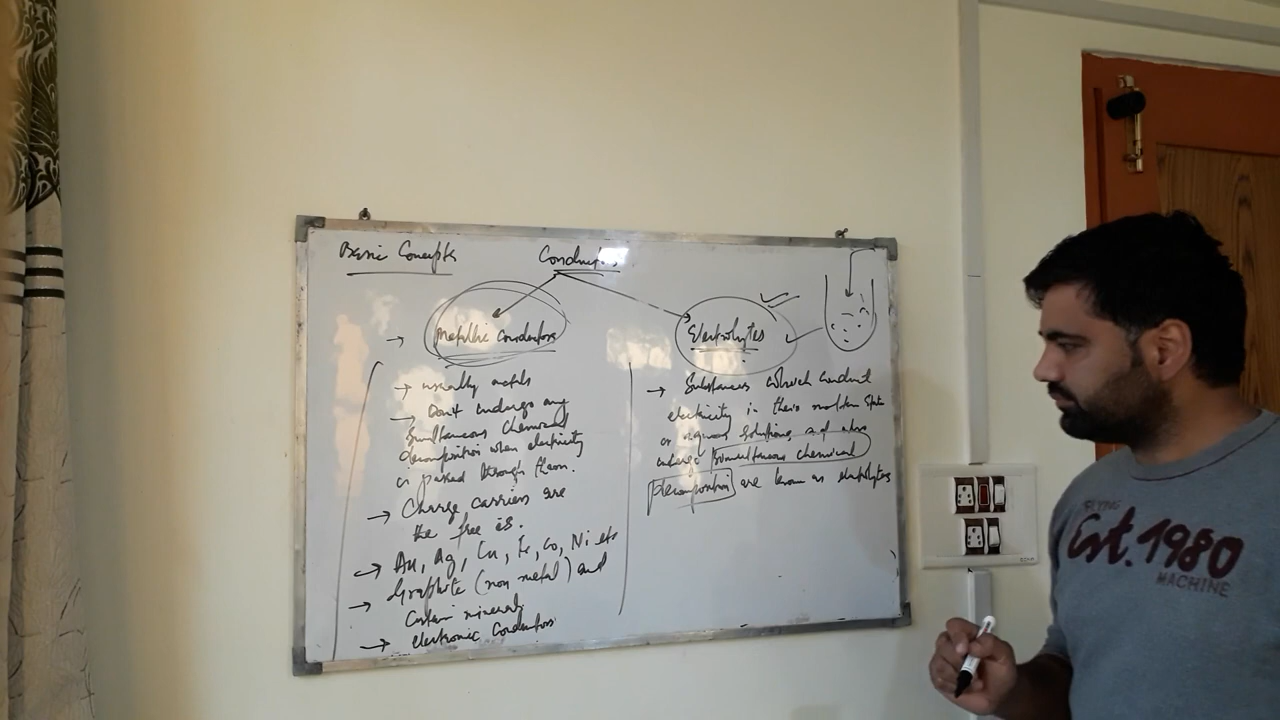 Basic Concepts
Conductors
Metallic conductors
→ usually metals
→ Don't undergo any
simultaneous chemical
decomposition when electricity
is passed through them.
→ Charge carriers are
the free es.
→ Au, Ag, Cu, Fe, Co, Ni etc
→ Graphite (non metal) and
Certain minerals
→ electronic Conductors
Electrolytes
→ Substances which conduct
electricity in their molten state
or aqueous solutions and also
undergo simultaneous chemical
decomposition are known as electrolytes
FLYING
Est. 1980
MACHINE